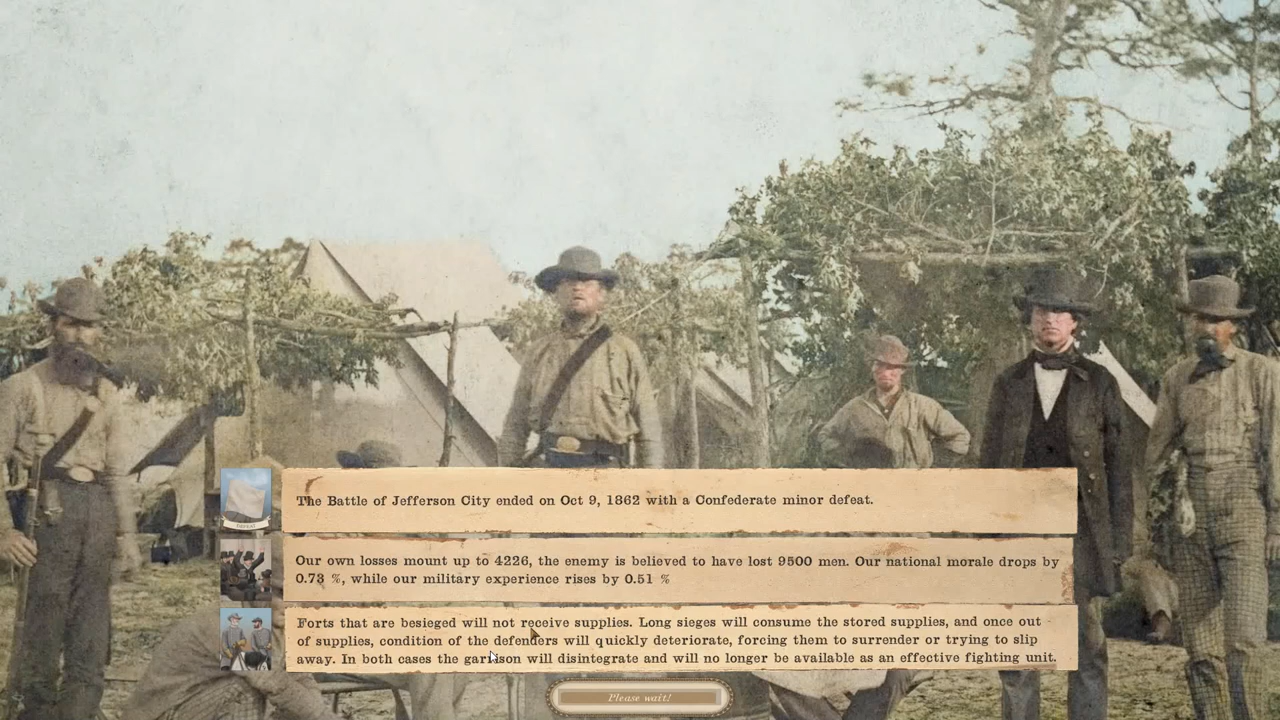 The Battle of Jefferson City ended on Oct 9, 1862 with a Confederate minor defeat.
Our own losses mount up to 4226, the enemy is believed to have lost 9500 men. Our national morale drops by
0.73 %, while our military experience rises by 0.51 %
Forts that are besieged will not receive supplies. Long sieges will consume the stored supplies, and once out
of supplies, condition of the defenders will quickly deteriorate, forcing them to surrender or trying to slip
away. In both cases the garrison will disintegrate and will no longer be available as an effective fighting unit.
Please wait!